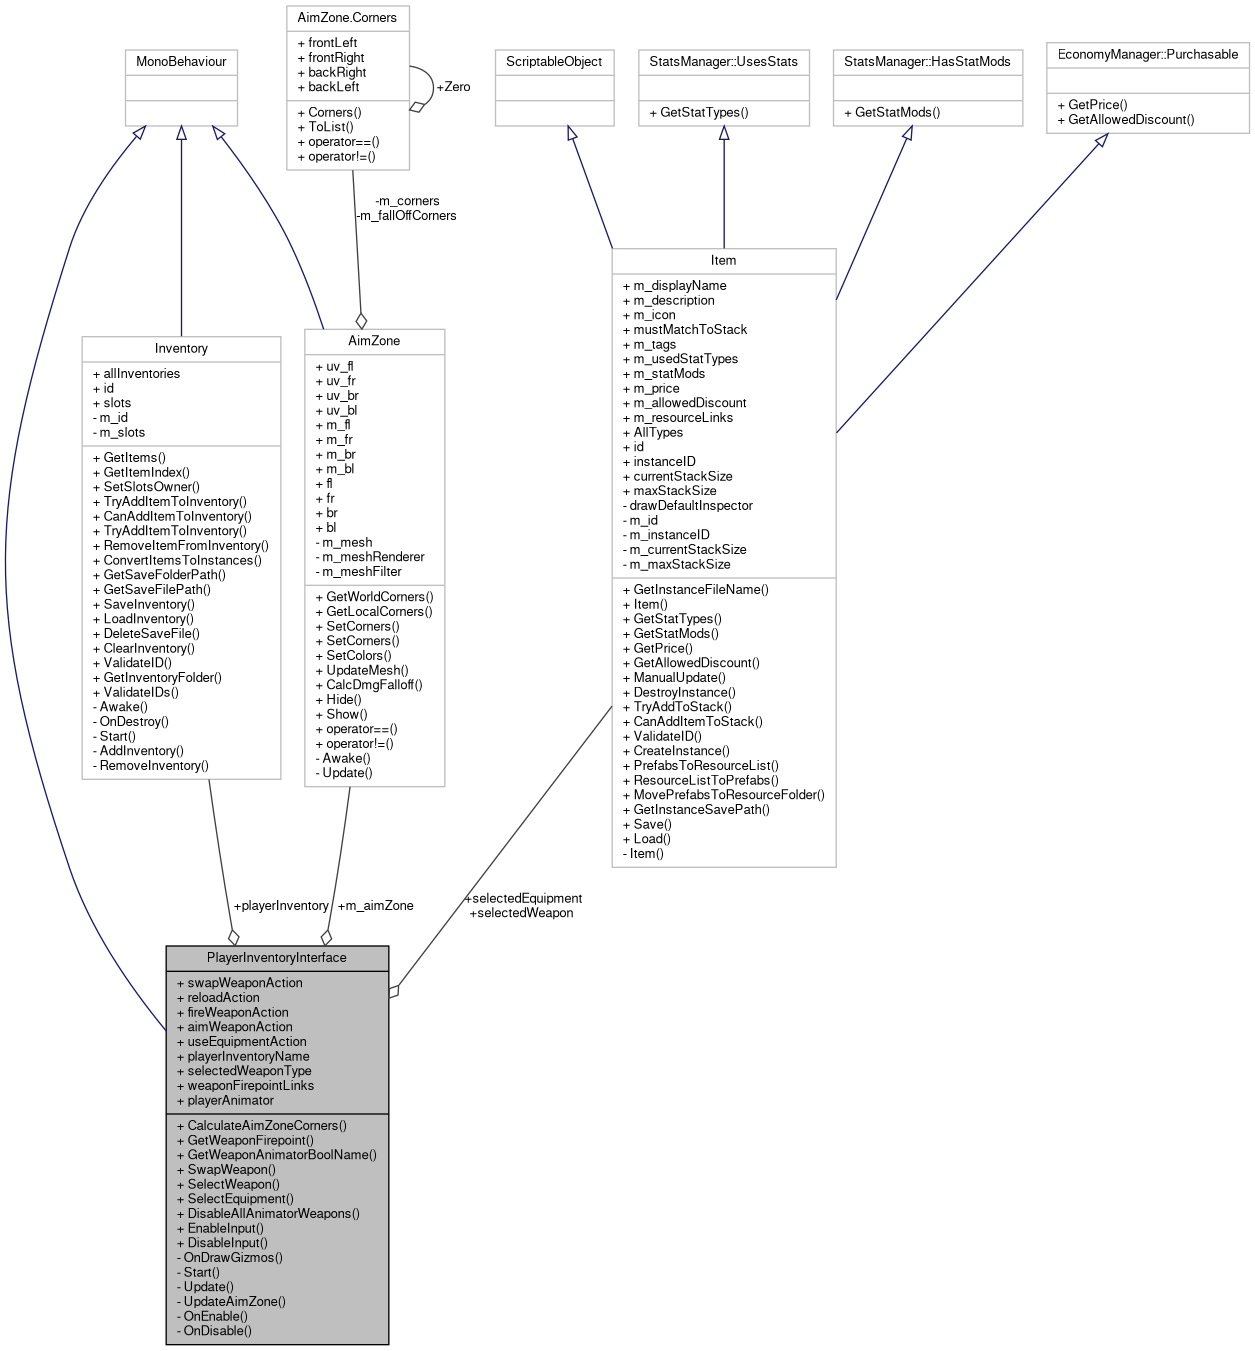 AimZone.Corners
+ frontLeft
+ frontRight
+ backRight
+ backLeft
+ Corners()
+ ToList()
+ operator==()
+ operator!=()
+Zero
MonoBehaviour
ScriptableObject
StatsManager::UsesStats
+ GetStatTypes()
StatsManager::HasStatMods
+ GetStatMods()
EconomyManager::Purchasable
+ GetPrice()
+ GetAllowedDiscount()
-m_corners
-m_fallOffCorners
Item
+ m_displayName
+ m_description
+ m_icon
+ mustMatchToStack
+ m_tags
+ m_usedStatTypes
+ m_statMods
+ m_price
+ m_allowedDiscount
+ m_resourceLinks
+ AllTypes
+ id
+ instanceID
+ currentStackSize
+ maxStackSize
- drawDefaultInspector
- m_id
- m_instanceID
- m_currentStackSize
- m_maxStackSize
+ GetInstanceFileName()
+ Item()
+ GetStatTypes()
+ GetStatMods()
+ GetPrice()
+ GetAllowedDiscount()
+ ManualUpdate()
+ DestroyInstance()
+ TryAddToStack()
+ CanAddItemToStack()
+ ValidateID()
+ CreateInstance()
+ PrefabsToResourceList()
+ ResourceListToPrefabs()
+ MovePrefabsToResourceFolder()
+ GetInstanceSavePath()
+ Save()
+ Load()
- Item()
Inventory
+ allInventories
+ id
+ slots
- m_id
- m_slots
+ GetItems()
+ GetItemIndex()
+ SetSlotsOwner()
+ TryAddItemToInventory()
+ CanAddItemToInventory()
+ TryAddItemToInventory()
+ RemoveItemFromInventory()
+ ConvertItemsToInstances()
+ GetSaveFolderPath()
+ GetSaveFilePath()
+ SaveInventory()
+ LoadInventory()
+ DeleteSaveFile()
+ ClearInventory()
+ ValidateID()
+ GetInventoryFolder()
+ ValidateIDs()
- Awake()
- OnDestroy()
- Start()
- AddInventory()
- RemoveInventory()
AimZone
+ uv_fl
+ uv_fr
+ uv_br
+ uv_bl
+ m_fl
+ m_fr
+ m_br
+ m_bl
+ fl
+ fr
+ br
+ bl
- m_mesh
- m_meshRenderer
- m_meshFilter
+ GetWorldCorners()
+ GetLocalCorners()
+ SetCorners()
+ SetCorners()
+ SetColors()
+ UpdateMesh()
+ CalcDmgFalloff()
+ Hide()
+ Show()
+ operator==()
+ operator!=()
- Awake()
- Update()
+playerInventory
+m_aimZone
+selectedEquipment
+selectedWeapon
PlayerInventoryInterface
+ swapWeaponAction
+ reloadAction
+ fireWeaponAction
+ aimWeaponAction
+ useEquipmentAction
+ playerInventoryName
+ selectedWeaponType
+ weaponFirepointLinks
+ playerAnimator
+ CalculateAimZoneCorners()
+ GetWeaponFirepoint()
+ GetWeaponAnimatorBoolName()
+ SwapWeapon()
+ SelectWeapon()
+ SelectEquipment()
+ DisableAllAnimatorWeapons()
+ EnableInput()
+ DisableInput()
- OnDrawGizmos()
- Start()
- Update()
- UpdateAimZone()
- OnEnable()
- OnDisable()